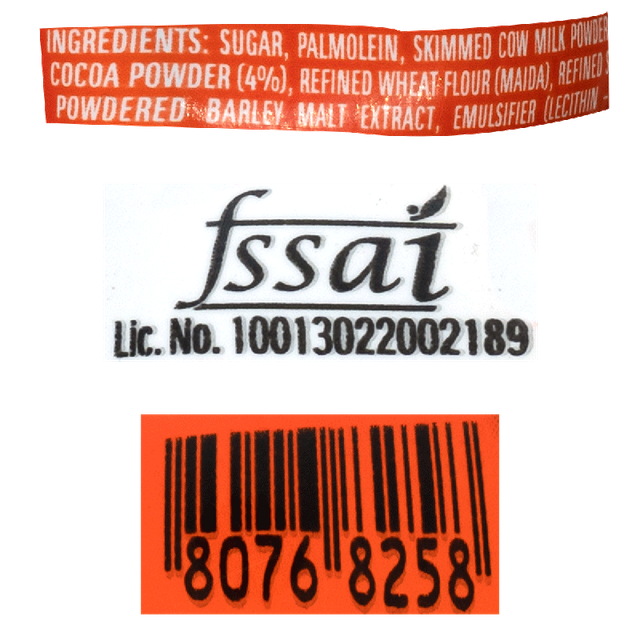 INGREDIENTS: SUGAR, PALMOLEIN, SKIMMED COW MILK POWDER
COCOA POWDER (4%), REFINED WHEAT FLOUR (MAIDA), REFINED S
POWDERED BARLEY MALT EXTRACT, EMULSIFIER (LECITHIN -
fssai
Lic. No. 10013022002189
8076 8258